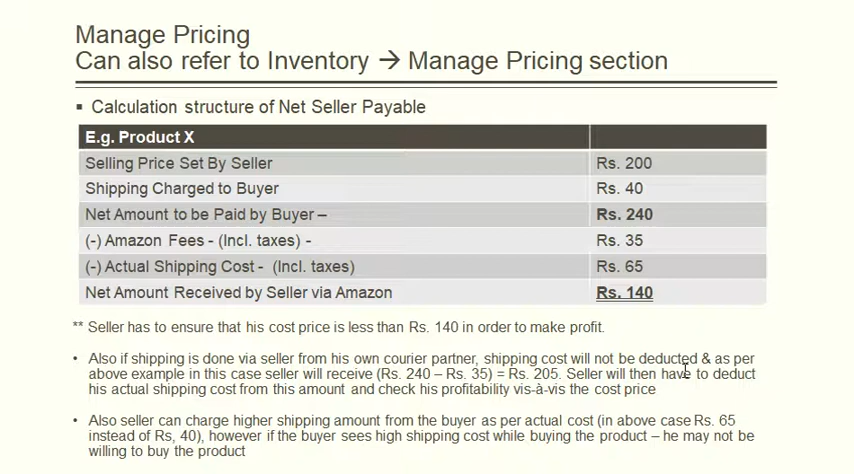 Manage Pricing
Can also refer to Inventory → Manage Pricing section
▪ Calculation structure of Net Seller Payable
E.g. Product X
Selling Price Set By Seller Rs. 200
Shipping Charged to Buyer Rs. 40
Net Amount to be Paid by Buyer – Rs. 240
(-) Amazon Fees - (Incl. taxes) - Rs. 35
(-) Actual Shipping Cost - (Incl. taxes) Rs. 65
Net Amount Received by Seller via Amazon Rs. 140
** Seller has to ensure that his cost price is less than Rs. 140 in order to make profit.
• Also if shipping is done via seller from his own courier partner, shipping cost will not be deducted & as per
above example in this case seller will receive (Rs. 240 – Rs. 35) = Rs. 205. Seller will then have to deduct
his actual shipping cost from this amount and check his profitability vis-à-vis the cost price
• Also seller can charge higher shipping amount from the buyer as per actual cost (in above case Rs. 65
instead of Rs, 40), however if the buyer sees high shipping cost while buying the product – he may not be
willing to buy the product